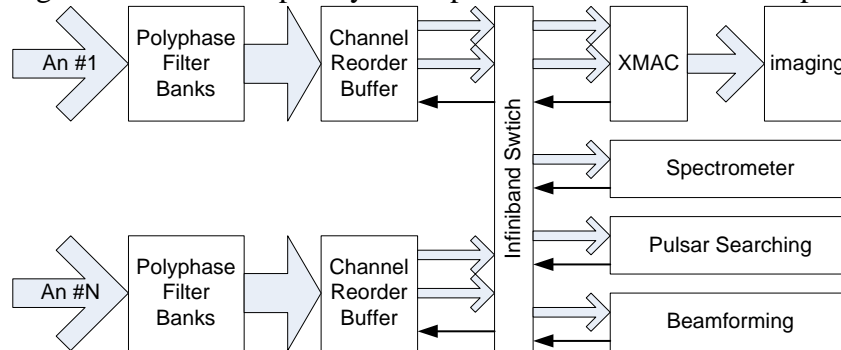 An #1
Polyphase
Filter
Banks
Channel
Reorder
Buffer
XMAC
imaging
Infiniband Swtich
Spectrometer
Pulsar Searching
Beamforming
An #N
Polyphase
Filter
Banks
Channel
Reorder
Buffer